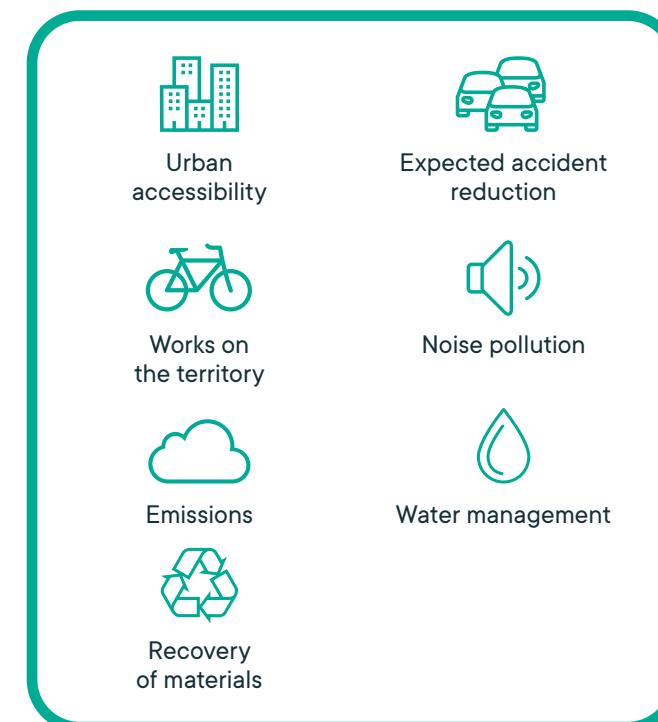 Urban
accessibility
Expected accident
reduction
Works on
the territory
Noise pollution
Emissions
Water management
Recovery
of materials